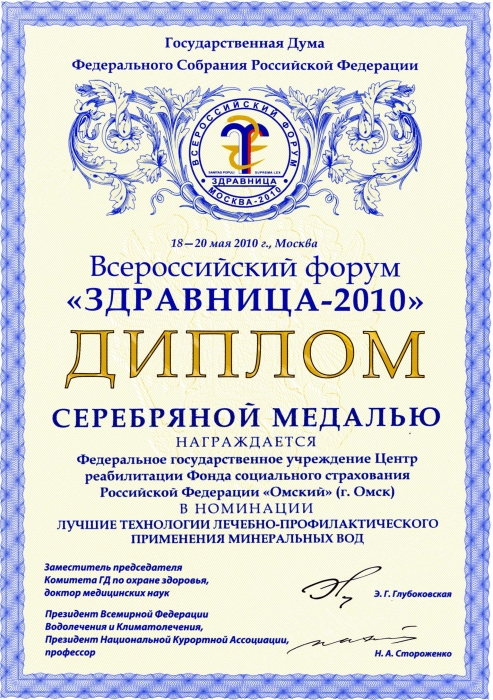 Государственная Дума
Федерального Собрания Российской Федерации
ВСЕРОССИЙСКИЙ ФОРУМ
SANITAS POPULI SUPREMA LEX
ЗДРАВНИЦА
МОСКВА-2010
18—20 мая 2010 г., Москва
Всероссийский форум
«ЗДРАВНИЦА-2010»
ДИПЛОМ
СЕРЕБРЯНОЙ МЕДАЛЬЮ
НАГРАЖДАЕТСЯ
Федеральное государственное учреждение Центр
реабилитации Фонда социального страхования
Российской Федерации «Омский» (г. Омск)
В НОМИНАЦИИ
ЛУЧШИЕ ТЕХНОЛОГИИ ЛЕЧЕБНО-ПРОФИЛАКТИЧЕСКОГО
ПРИМЕНЕНИЯ МИНЕРАЛЬНЫХ ВОД
Заместитель председателя
Комитета ГД по охране здоровья,
доктор медицинских наук
Э. Г. Глубоковская
Президент Всемирной Федерации
Водолечения и Климатолечения,
Президент Национальной Курортной Ассоциации,
профессор
Н. А. Стороженко